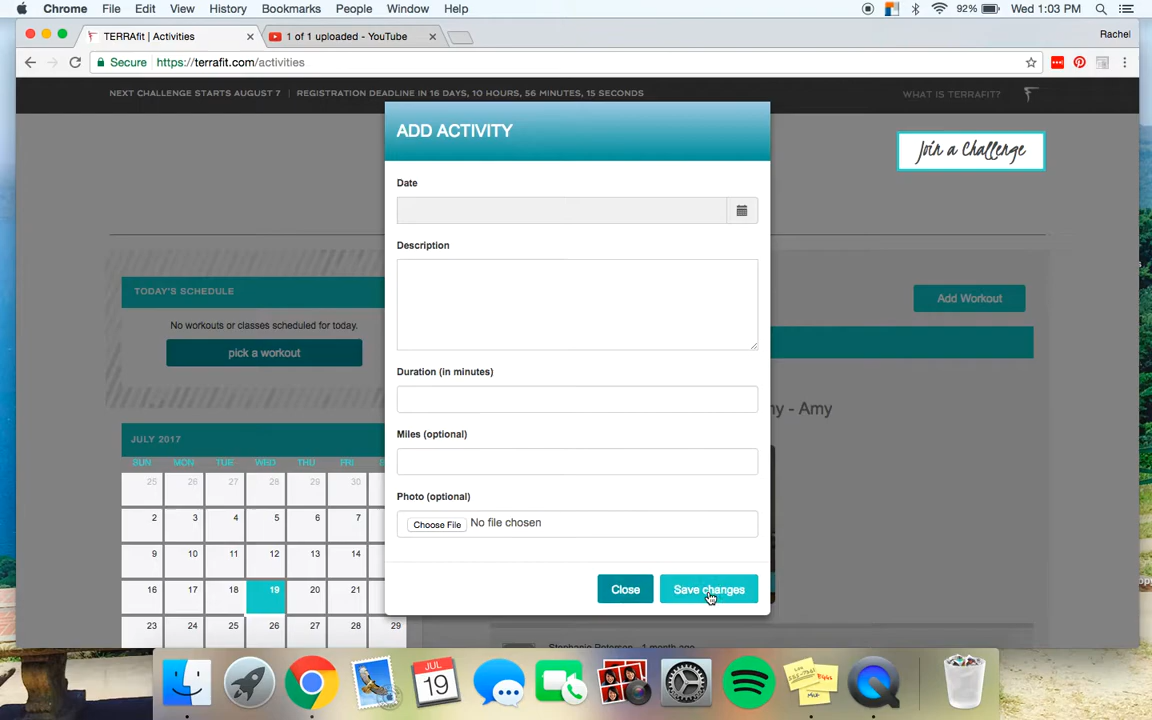 Chrome File Edit View History Bookmarks People Window Help 92% Wed 1:03 PM
TERRAfit | Activities 1 of 1 uploaded - YouTube Rachel
Secure https://terrafit.com/activities
NEXT CHALLENGE STARTS AUGUST 7 | REGISTRATION DEADLINE IN 16 DAYS, 10 HOURS, 56 MINUTES, 15 SECONDS WHAT IS TERRAFIT?
Join a Challenge
ADD ACTIVITY
Date
Description
Duration (in minutes)
Miles (optional)
Photo (optional)
Choose File No file chosen
Close Save changes
TODAY'S SCHEDULE
No workouts or classes scheduled for today.
pick a workout
Add Workout
ny - Amy
JULY 2017
SUN MON TUE WED THU FRI
25 26 27 28 29 30
2 3 4 5 6 7
9 10 11 12 13 14
16 17 18 19 20 21
23 24 25 26 27 28 29
1 month ago
JUL
19